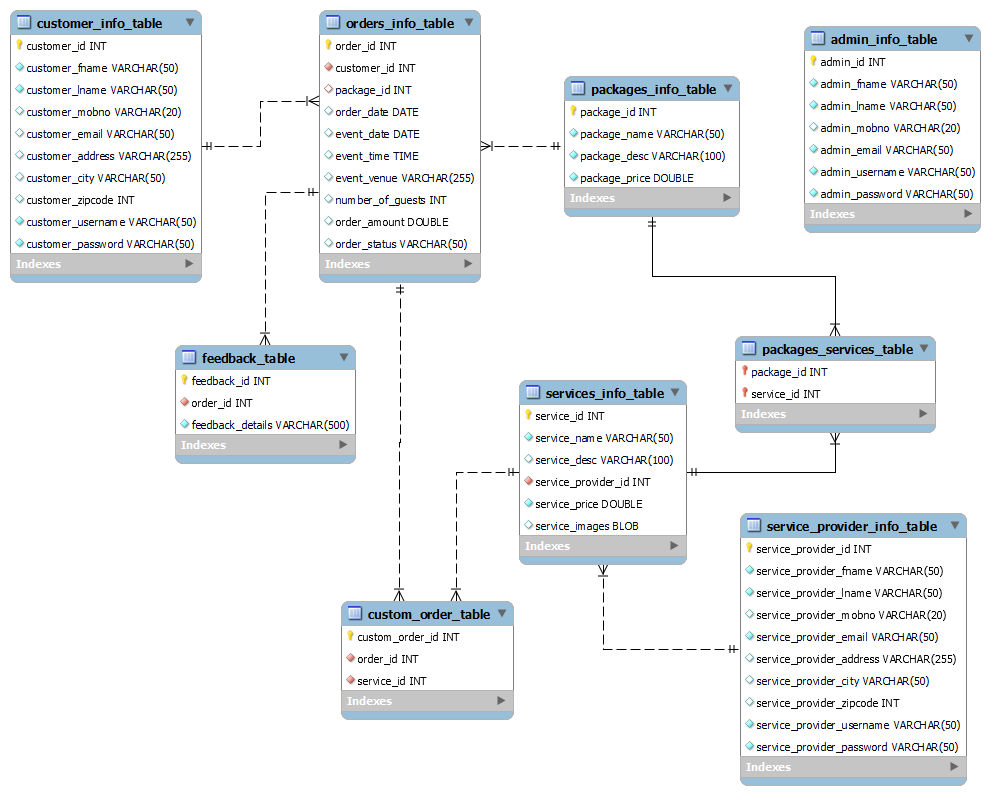 customer_info_table
customer_id INT
customer_fname VARCHAR(50)
customer_lname VARCHAR(50)
customer_mobno VARCHAR(20)
customer_email VARCHAR(50)
customer_address VARCHAR(255)
customer_city VARCHAR(50)
customer_zipcode INT
customer_username VARCHAR(50)
customer_password VARCHAR(50)
Indexes
orders_info_table
order_id INT
customer_id INT
package_id INT
order_date DATE
event_date DATE
event_time TIME
event_venue VARCHAR(255)
number_of_guests INT
order_amount DOUBLE
order_status VARCHAR(50)
Indexes
packages_info_table
package_id INT
package_name VARCHAR(50)
package_desc VARCHAR(100)
package_price DOUBLE
Indexes
admin_info_table
admin_id INT
admin_fname VARCHAR(50)
admin_lname VARCHAR(50)
admin_mobno VARCHAR(20)
admin_email VARCHAR(50)
admin_username VARCHAR(50)
admin_password VARCHAR(50)
Indexes
feedback_table
feedback_id INT
order_id INT
feedback_details VARCHAR(500)
Indexes
packages_services_table
package_id INT
service_id INT
Indexes
services_info_table
service_id INT
service_name VARCHAR(50)
service_desc VARCHAR(100)
service_provider_id INT
service_price DOUBLE
service_images BLOB
Indexes
service_provider_info_table
service_provider_id INT
service_provider_fname VARCHAR(50)
service_provider_lname VARCHAR(50)
service_provider_mobno VARCHAR(20)
service_provider_email VARCHAR(50)
service_provider_address VARCHAR(255)
service_provider_city VARCHAR(50)
service_provider_zipcode INT
service_provider_username VARCHAR(50)
service_provider_password VARCHAR(50)
Indexes
custom_order_table
custom_order_id INT
order_id INT
service_id INT
Indexes